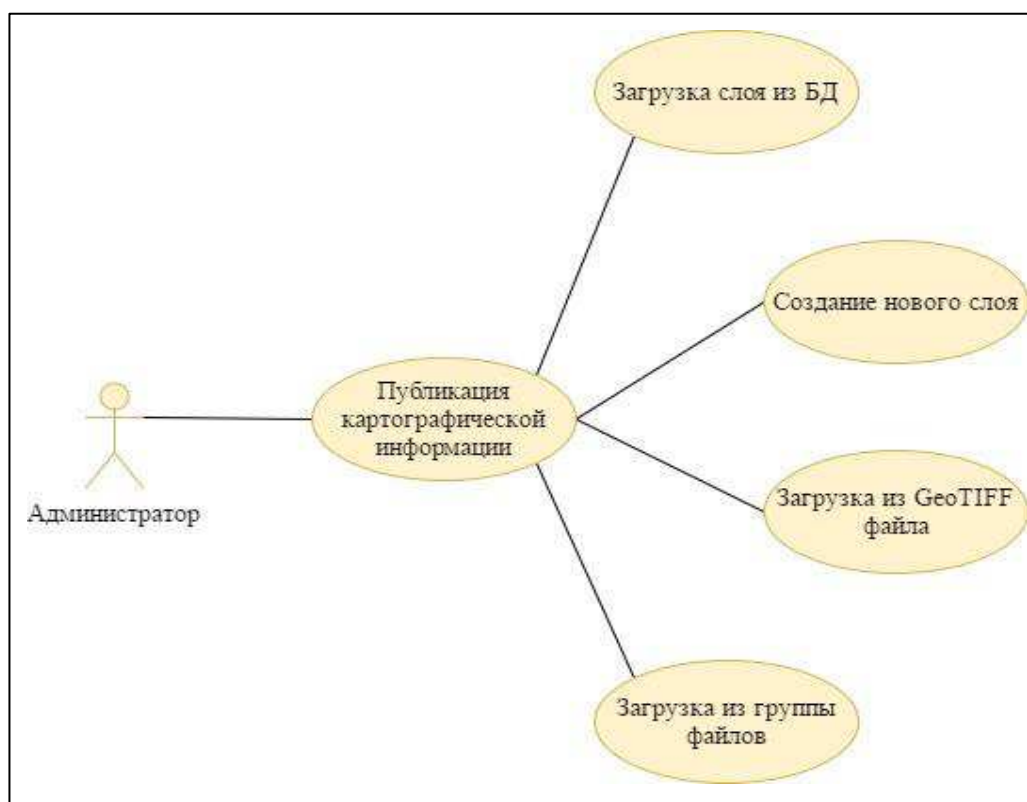 Загрузка слоя из БД
Создание нового слоя
Публикация
картографической
информации
Администратор
Загрузка из GeoTIFF
файла
Загрузка из группы
файлов